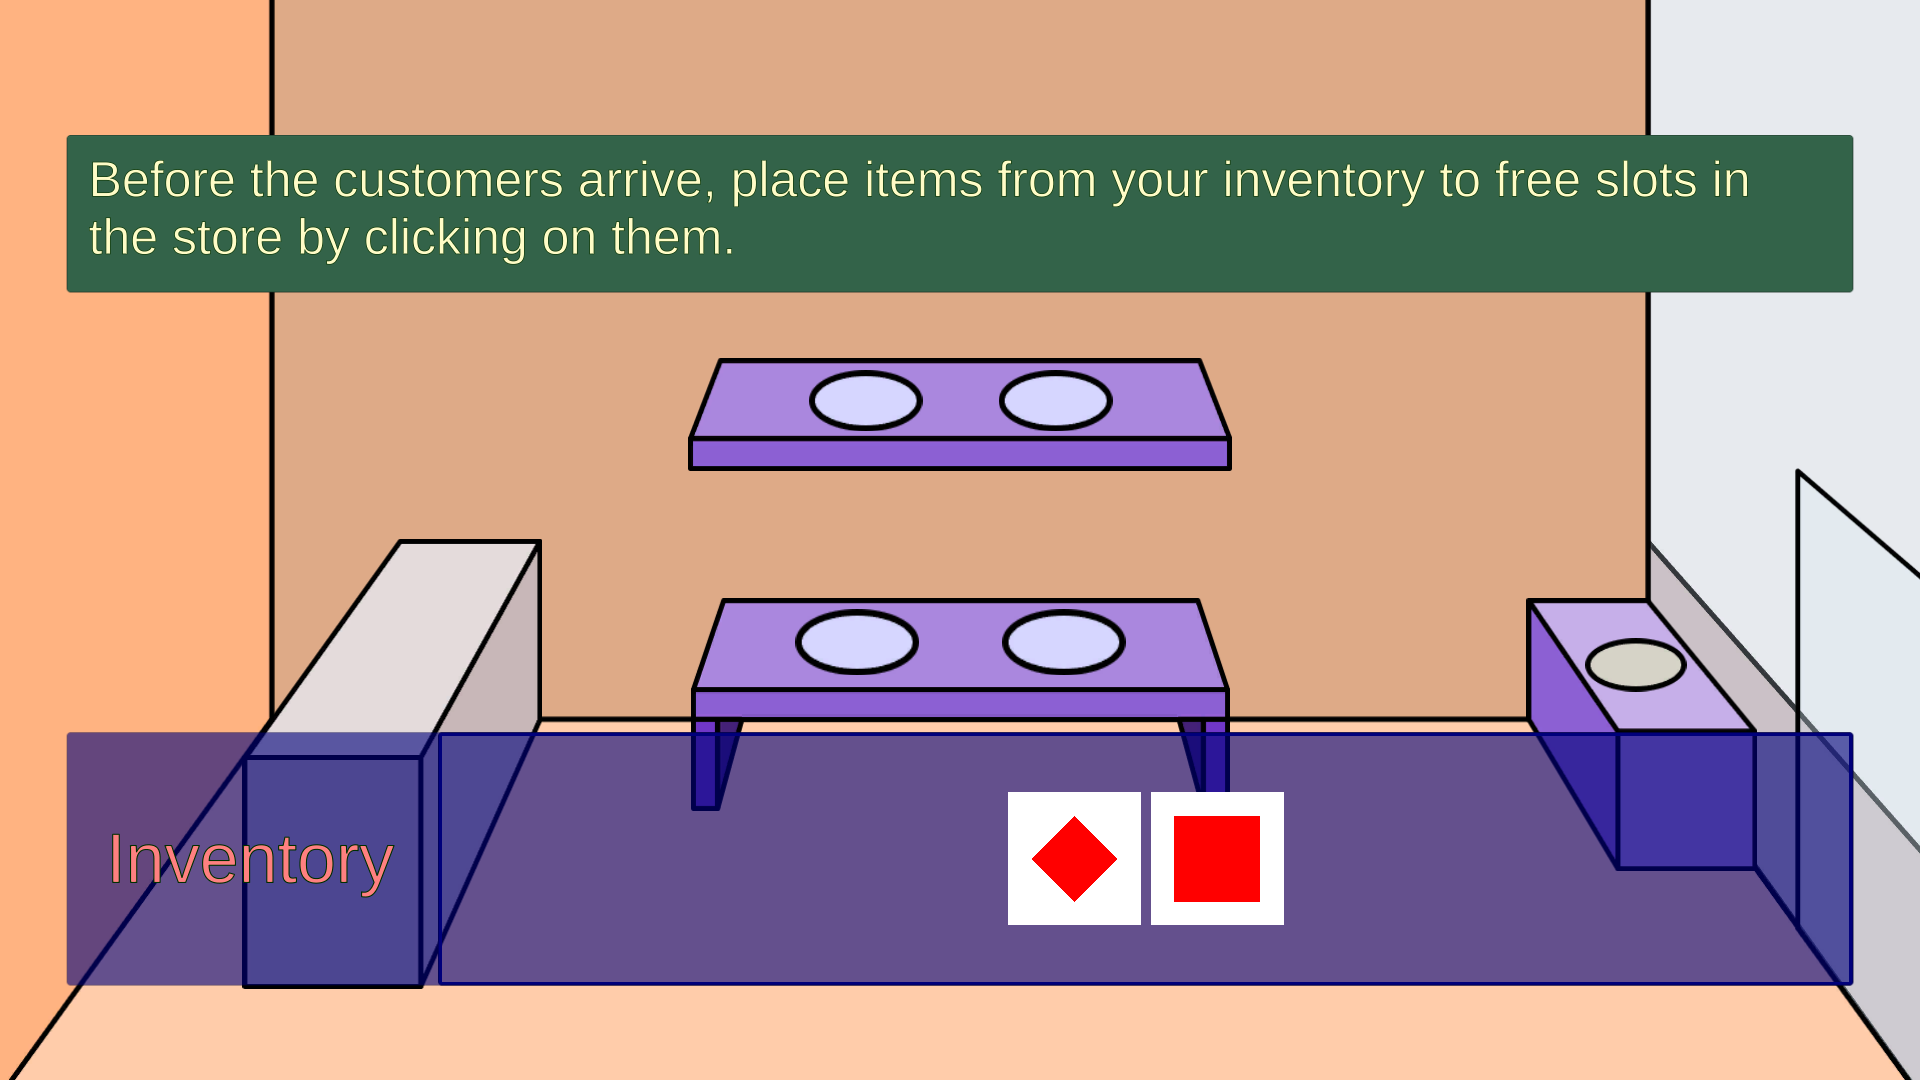 Before the customers arrive, place items from your inventory to free slots in
the store by clicking on them.
Inventory